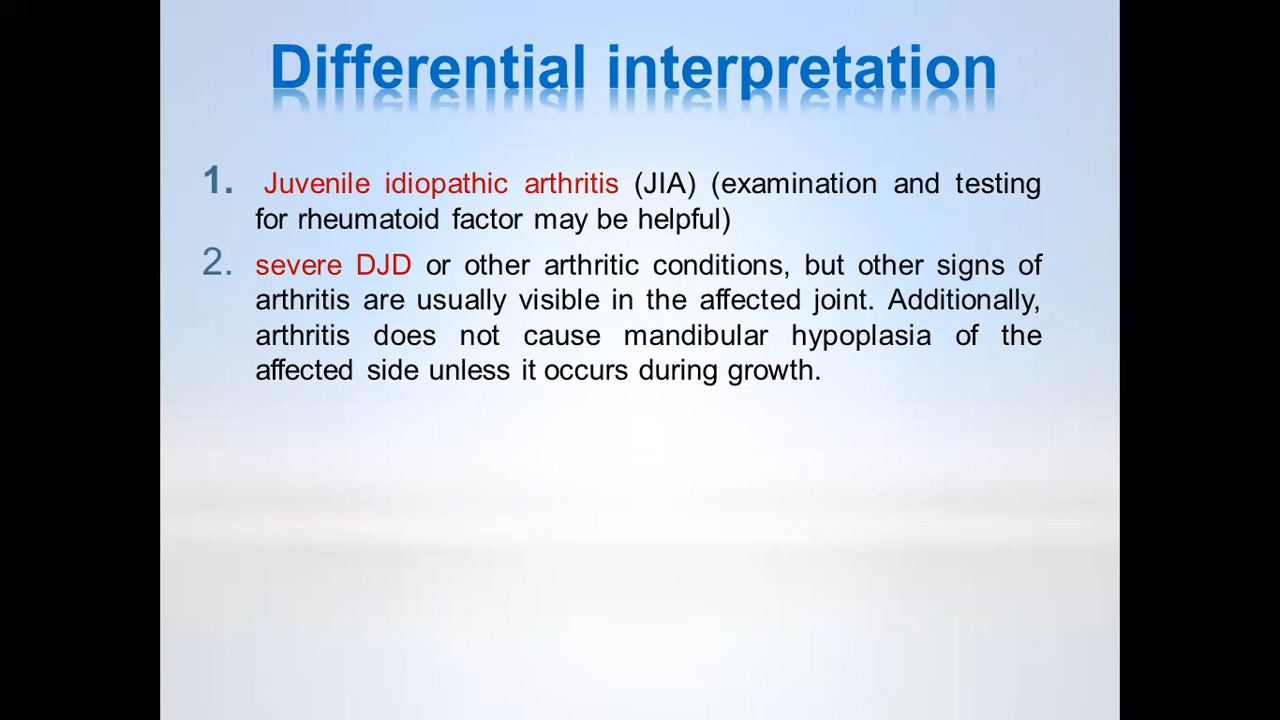 Differential interpretation
1. Juvenile idiopathic arthritis (JIA) (examination and testing
for rheumatoid factor may be helpful)
2. severe DJD or other arthritic conditions, but other signs of
arthritis are usually visible in the affected joint. Additionally,
arthritis does not cause mandibular hypoplasia of the
affected side unless it occurs during growth.